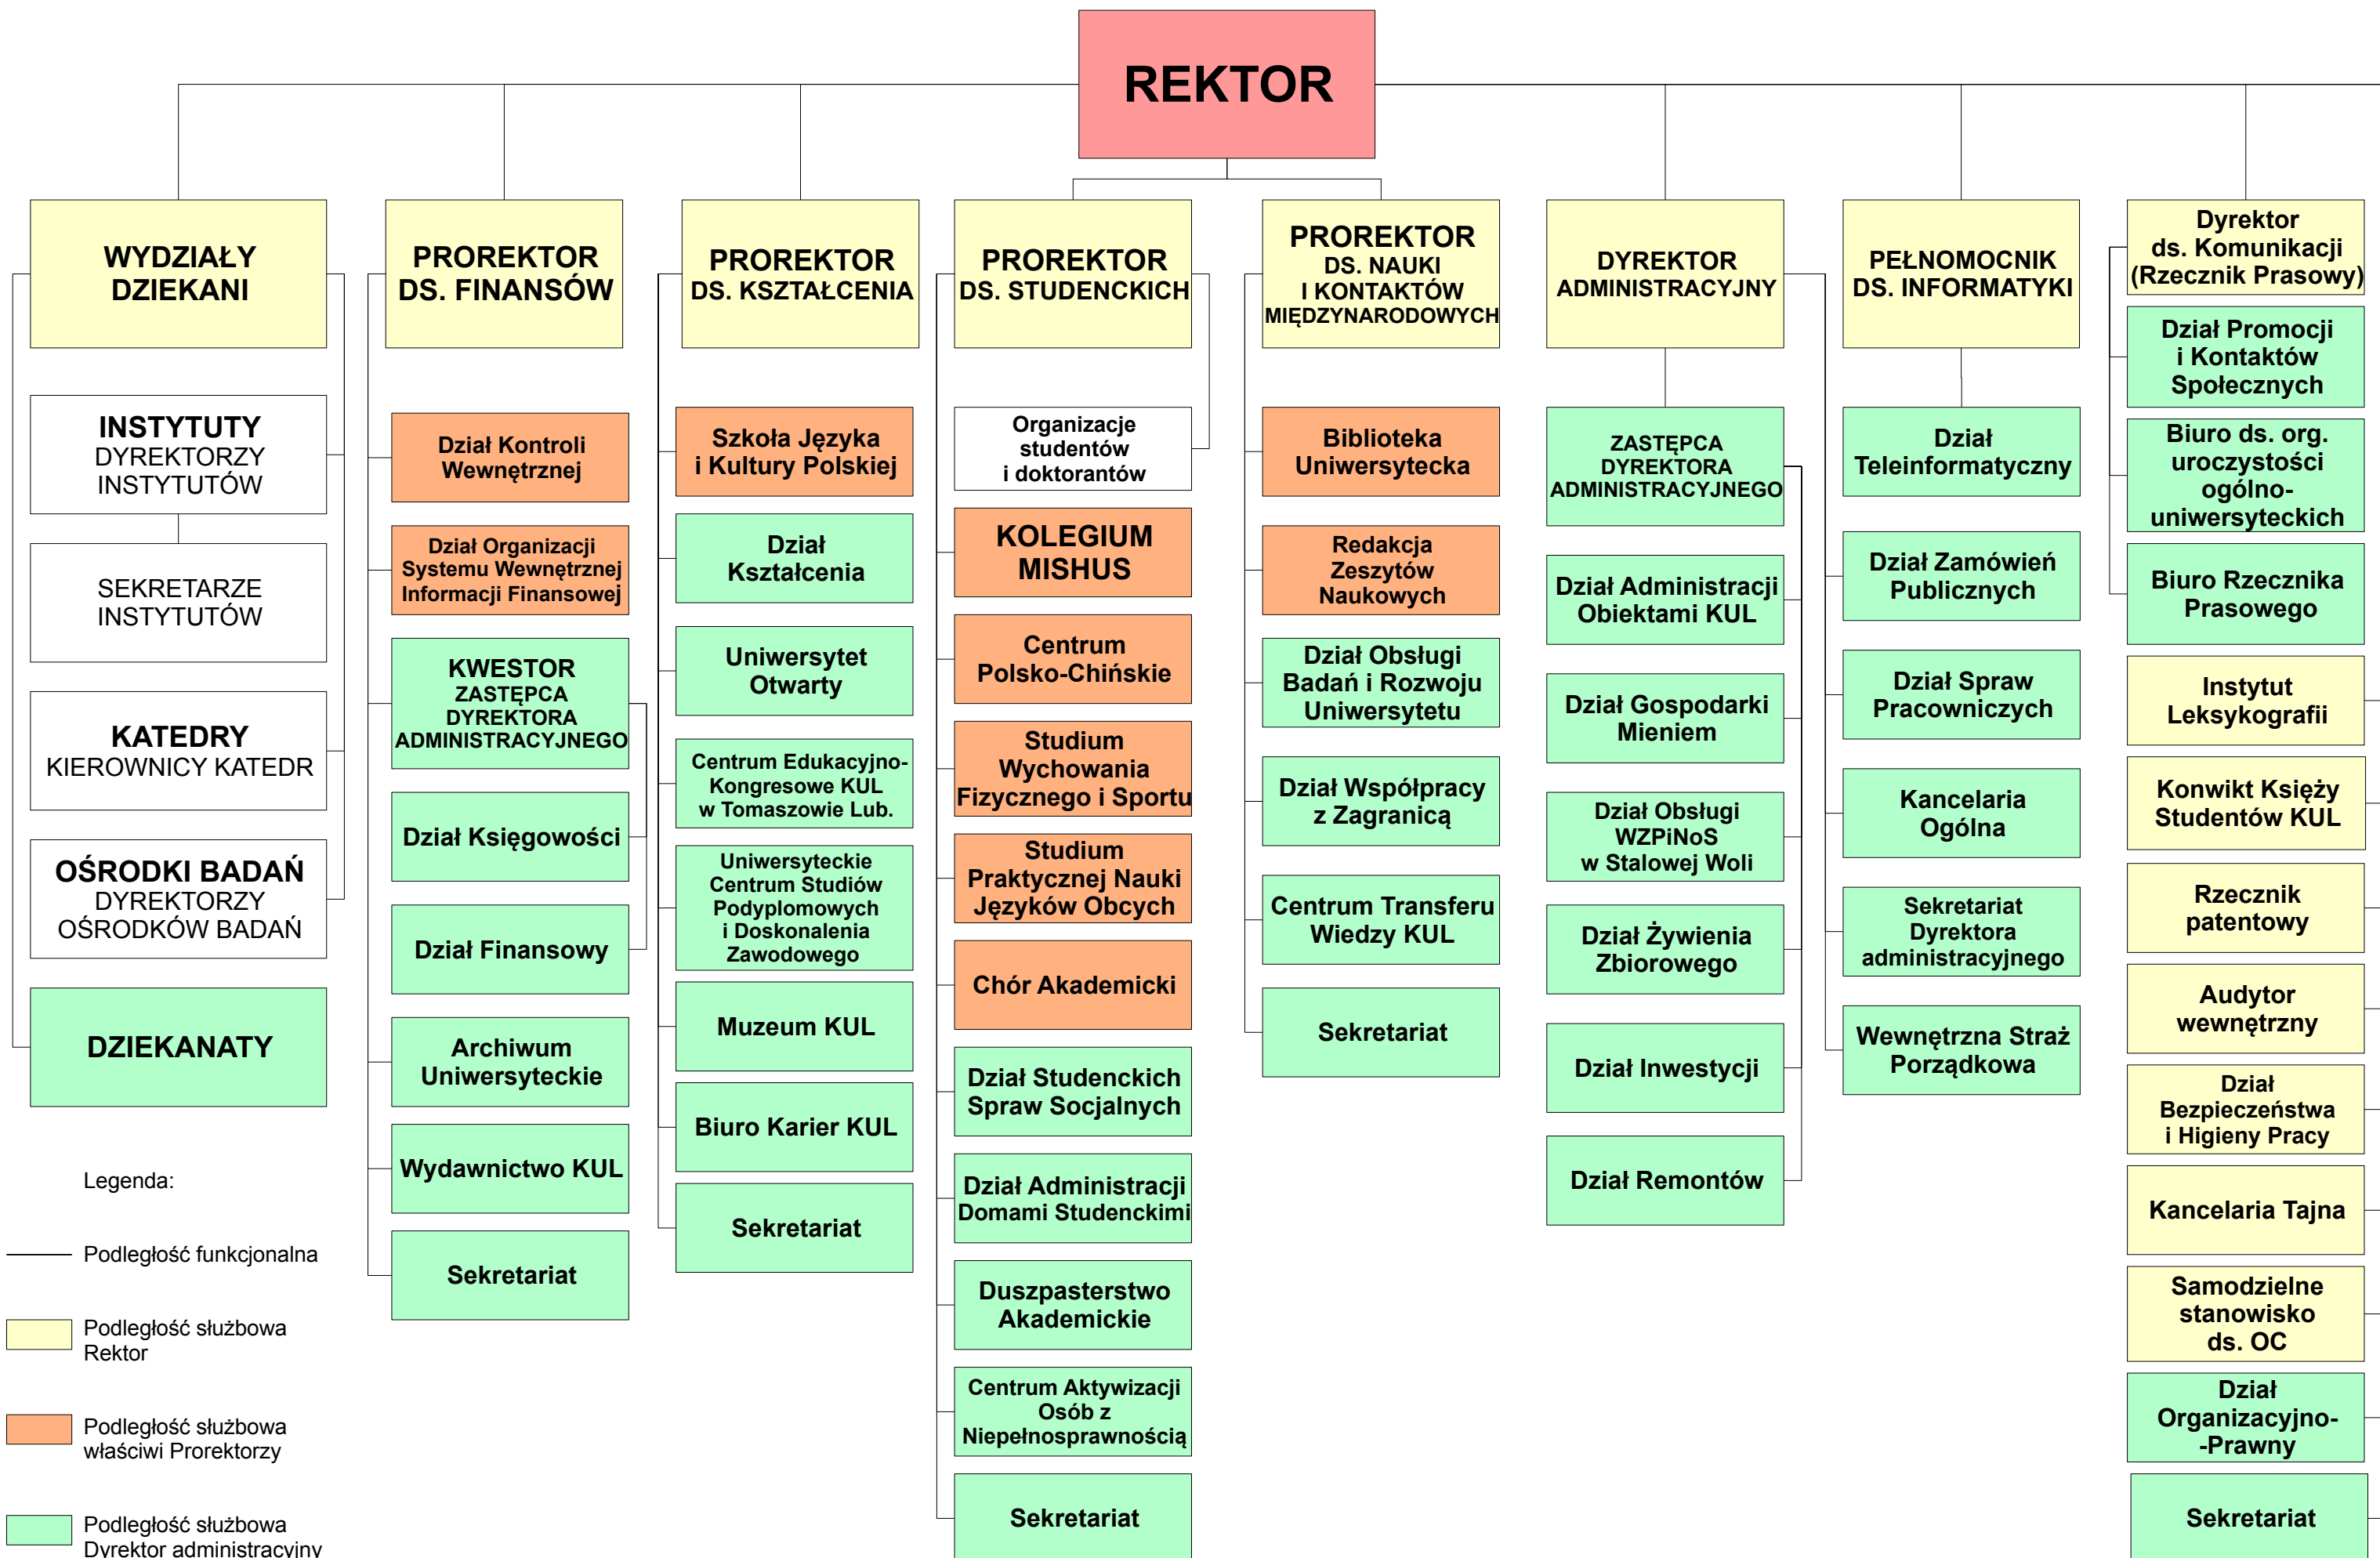 REKTOR
WYDZIAŁY
DZIEKANI
INSTYTUTY
DYREKTORZY
INSTYTUTÓW
SEKRETARZE
INSTYTUTÓW
KATEDRY
KIEROWNICY KATEDR
OŚRODKI BADAŃ
DYREKTORZY
OŚRODKÓW BADAŃ
DZIEKANATY
Legenda:
Podległość funkcjonalna
Podległość służbowa
Rektor
Podległość służbowa
właściwi Prorektorzy
Podległość służbowa
Dyrektor administracyjny
PROREKTOR
DS. FINANSÓW
Dział Kontroli
Wewnętrznej
Dział Organizacji
Systemu Wewnętrznej
Informacji Finansowej
KWESTOR
ZASTĘPCA
DYREKTORA
ADMINISTRACYJNEGO
Dział Księgowości
Dział Finansowy
Archiwum
Uniwersyteckie
Wydawnictwo KUL
Sekretariat
PROREKTOR
DS. KSZTAŁCENIA
Szkoła Języka
i Kultury Polskiej
Dział
Kształcenia
Uniwersytet
Otwarty
Centrum Edukacyjno-
Kongresowe KUL
w Tomaszowie Lub.
Uniwersyteckie
Centrum Studiów
Podyplomowych
i Doskonalenia
Zawodowego
Muzeum KUL
Biuro Karier KUL
Sekretariat
PROREKTOR
DS. STUDENCKICH
Organizacje
studentów
i doktorantów
KOLEGIUM
MISHUS
Centrum
Polsko-Chińskie
Studium
Wychowania
Fizycznego i Sportu
Studium
Praktycznej Nauki
Języków Obcych
Chór Akademicki
Dział Studenckich
Spraw Socjalnych
Dział Administracji
Domami Studenckimi
Duszpasterstwo
Akademickie
Centrum Aktywizacji
Osób z
Niepełnosprawnością
Sekretariat
PROREKTOR
DS. NAUKI
I KONTAKTÓW
MIĘDZYNARODOWYCH
Biblioteka
Uniwersytecka
Redakcja
Zeszytów
Naukowych
Dział Obsługi
Badań i Rozwoju
Uniwersytetu
Dział Współpracy
z Zagranicą
Centrum Transferu
Wiedzy KUL
Sekretariat
DYREKTOR
ADMINISTRACYJNY
ZASTĘPCA
DYREKTORA
ADMINISTRACYJNEGO
Dział Administracji
Obiektami KUL
Dział Gospodarki
Mieniem
Dział Obsługi
WZPiNoS
w Stalowej Woli
Dział Żywienia
Zbiorowego
Dział Inwestycji
Dział Remontów
PEŁNOMOCNIK
DS. INFORMATYKI
Dział
Teleinformatyczny
Dział Zamówień
Publicznych
Dział Spraw
Pracowniczych
Kancelaria
Ogólna
Sekretariat
Dyrektora
administracyjnego
Wewnętrzna Straż
Porządkowa
Dyrektor
ds. Komunikacji
(Rzecznik Prasowy)
Dział Promocji
i Kontaktów
Społecznych
Biuro ds. org.
uroczystości
ogólno-
uniwersyteckich
Biuro Rzecznika
Prasowego
Instytut
Leksykografii
Konwikt Księży
Studentów KUL
Rzecznik
patentowy
Audytor
wewnętrzny
Dział
Bezpieczeństwa
i Higieny Pracy
Kancelaria Tajna
Samodzielne
stanowisko
ds. OC
Dział
Organizacyjno-
-Prawny
Sekretariat